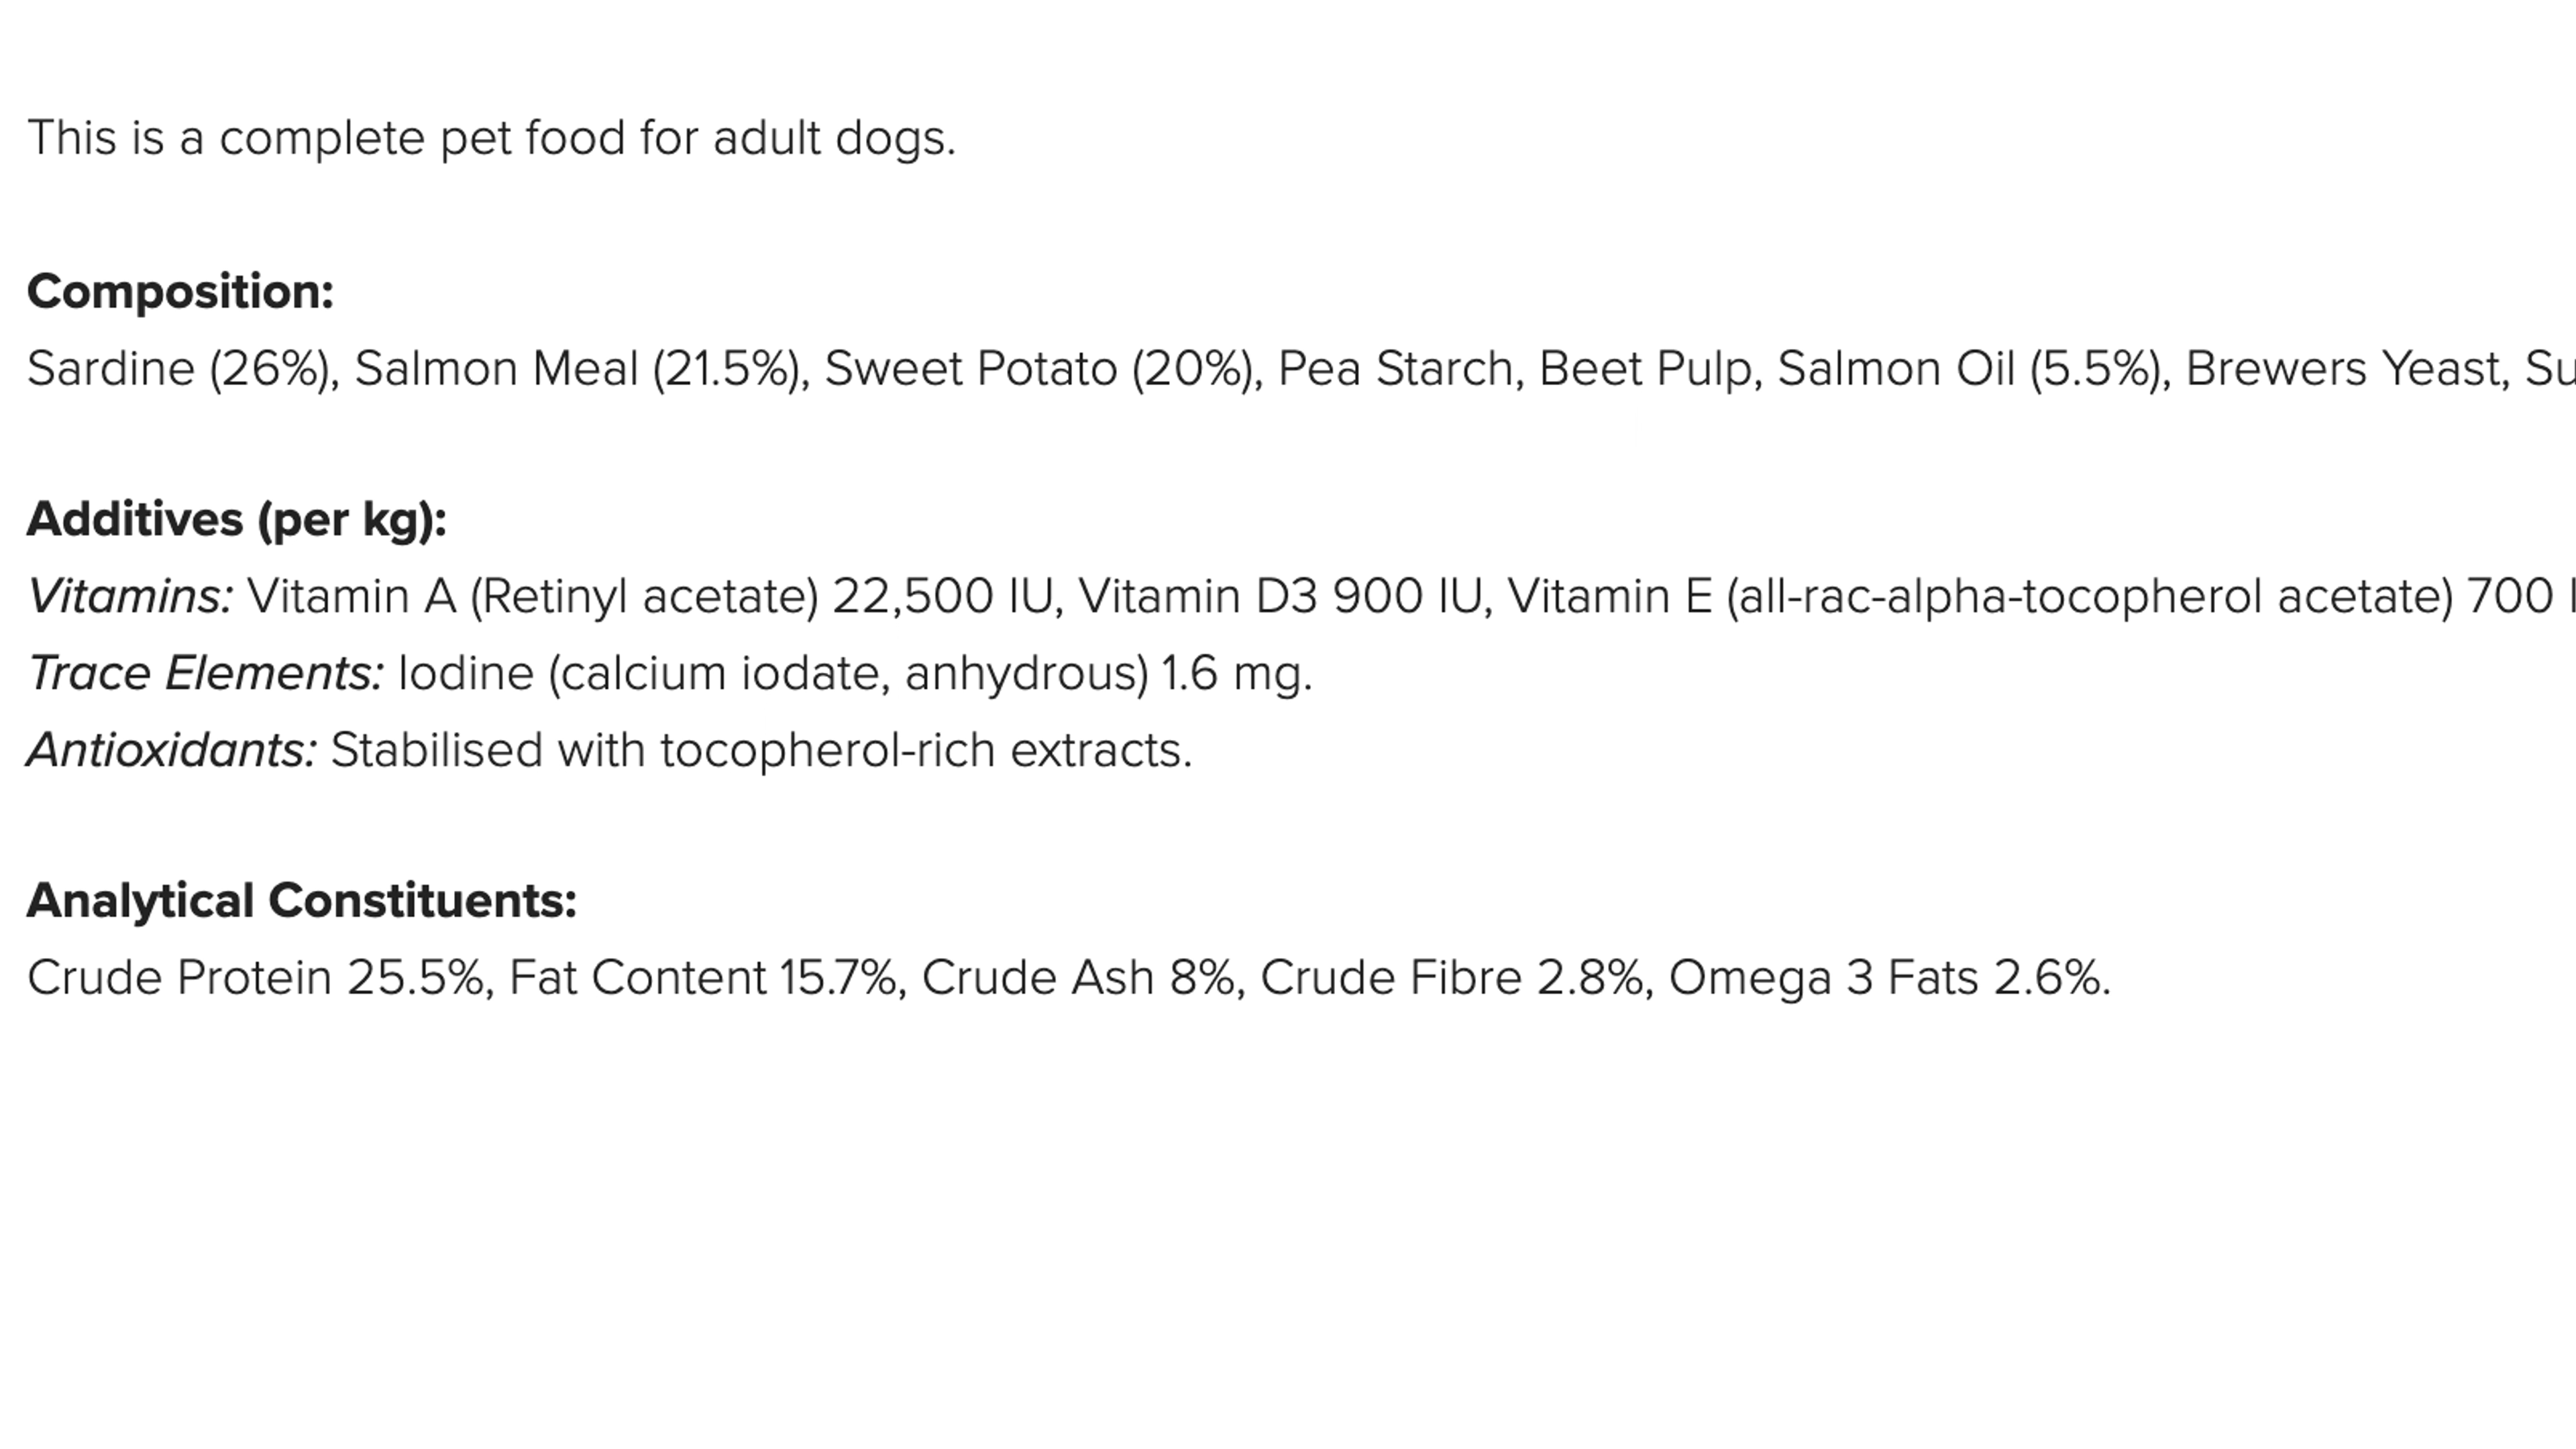 This is a complete pet food for adult dogs.
Composition:
Sardine (26%), Salmon Meal (21.5%), Sweet Potato (20%), Pea Starch, Beet Pulp, Salmon Oil (5.5%), Brewers Yeast,
Additives (per kg):
Vitamins: Vitamin A (Retinyl acetate) 22,500 IU, Vitamin D3 900 IU, Vitamin E (all-rac-alpha-tocopherol acetate) 700
Trace Elements: Iodine (calcium iodate, anhydrous) 1.6 mg.
Antioxidants: Stabilised with tocopherol-rich extracts.
Analytical Constituents:
Crude Protein 25.5%, Fat Content 15.7%, Crude Ash 8%, Crude Fibre 2.8%, Omega 3 Fats 2.6%.